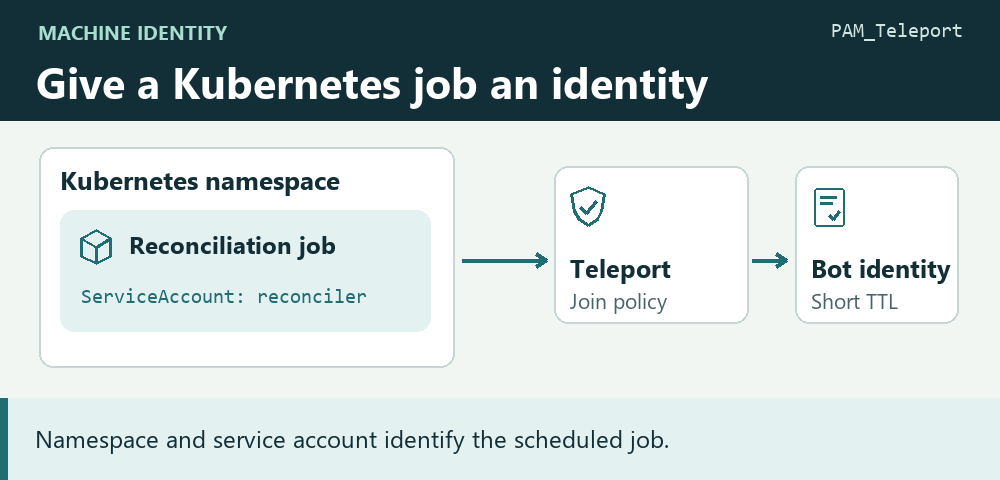 MACHINE IDENTITY
PAM_Teleport
Give a Kubernetes job an identity
Kubernetes namespace
Reconciliation job
ServiceAccount: reconciler
Teleport
Join policy
Bot identity
Short TTL
Namespace and service account identify the scheduled job.